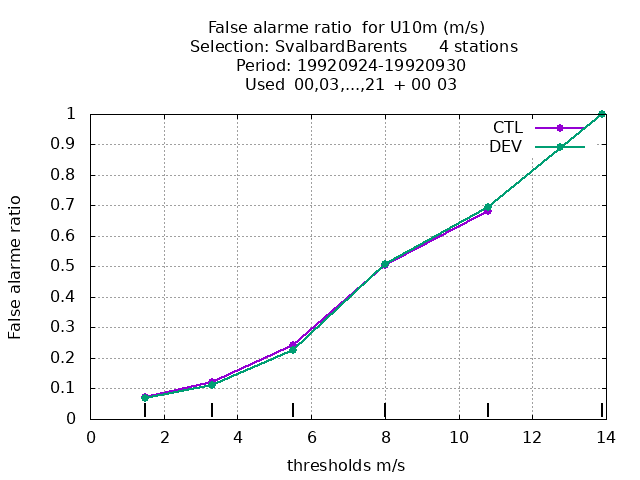 False alarme ratio  for U10m (m/s)
Selection: SvalbardBarents      4 stations
Period: 19920924-19920930
Used  00,03,...,21  + 00 03
CTL
DEV
1
0.9
0.8
0.7
0.6
0.5
0.4
0.3
0.2
0.1
0
False alarme ratio
0 2 4 6 8 10 12 14
thresholds m/s